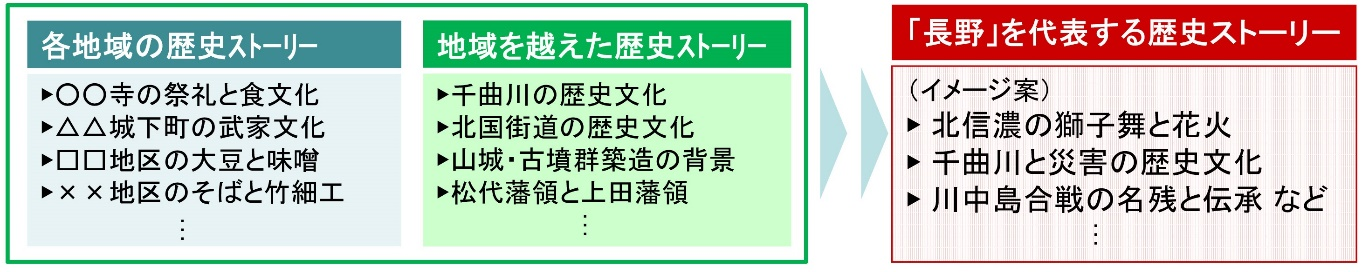 各地域の歴史ストーリー
▶〇〇寺の祭礼と食文化
▶△△城下町の武家文化
▶□□地区の大豆と味噌
▶××地区のそばと竹細工
⋮
地域を越えた歴史ストーリー
▶千曲川の歴史文化
▶北国街道の歴史文化
▶山城・古墳群築造の背景
▶松代藩領と上田藩領
⋮
「長野」を代表する歴史ストーリー
（イメージ案）
▶ 北信濃の獅子舞と花火
▶ 千曲川と災害の歴史文化
▶ 川中島合戦の名残と伝承 など
⋮